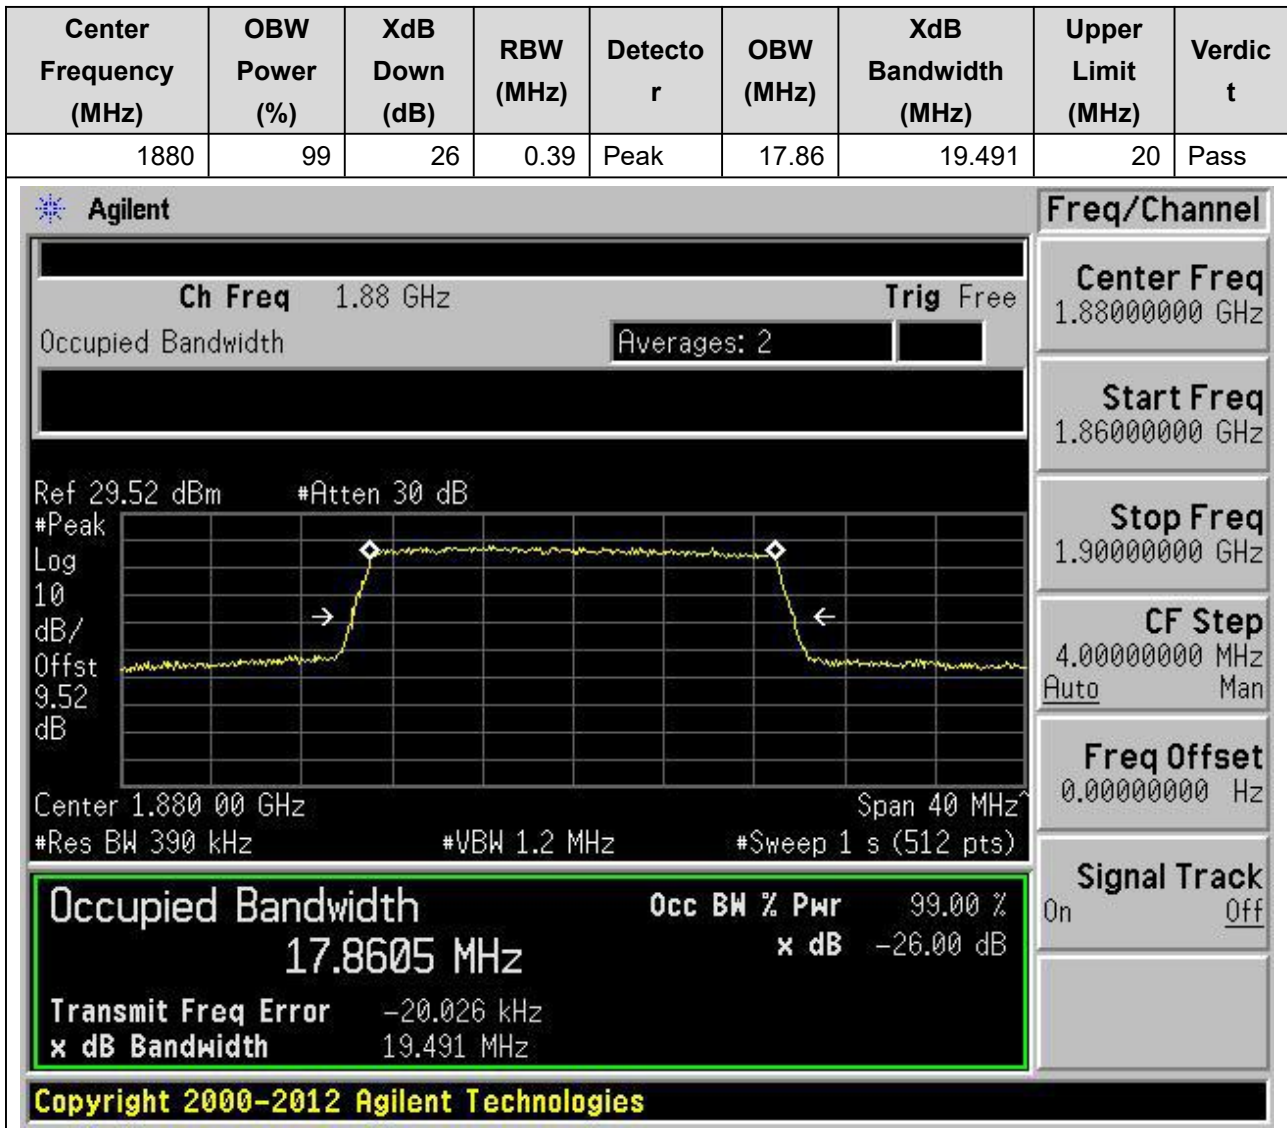 Center Frequency (MHz) OBW Power (%) XdB Down (dB) RBW (MHz) Detector OBW (MHz) XdB Bandwidth (MHz) Upper Limit (MHz) Verdict
1880 99 26 0.39 Peak 17.86 19.491 20 Pass
Agilent
Freq/Channel
Ch Freq 1.88 GHz Trig Free
Occupied Bandwidth Averages: 2
Center Freq
1.88000000 GHz
Start Freq
1.86000000 GHz
Stop Freq
1.90000000 GHz
CF Step
4.00000000 MHz
Auto Man
Freq Offset
0.00000000 Hz
Signal Track
On Off
Ref 29.52 dBm #Atten 30 dB
#Peak
Log
10
dB/
Offst
9.52
dB
Center 1.880 00 GHz Span 40 MHz^
#Res BW 390 kHz #VBW 1.2 MHz #Sweep 1 s (512 pts)
Occupied Bandwidth Occ BW % Pwr 99.00 %
17.8605 MHz x dB -26.00 dB
Transmit Freq Error -20.026 kHz
x dB Bandwidth 19.491 MHz
Copyright 2000-2012 Agilent Technologies